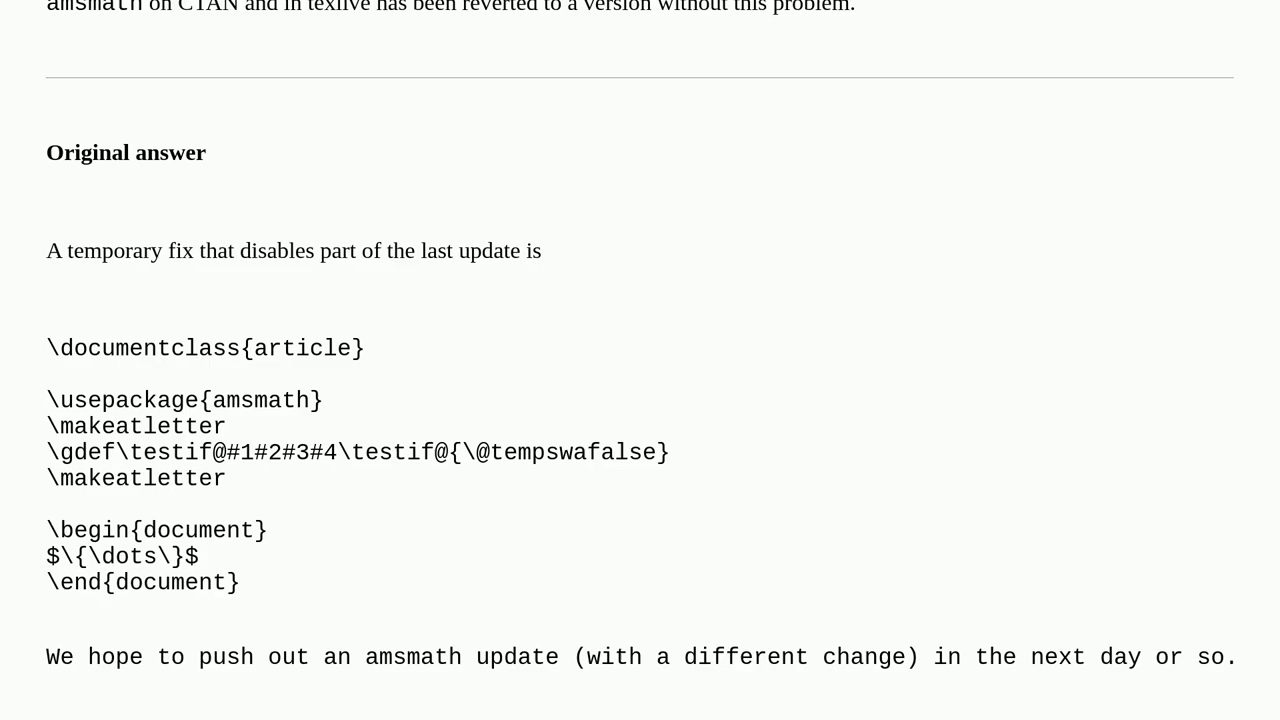 amsmath on CTAN and in texlive has been reverted to a version without this problem.
Original answer
A temporary fix that disables part of the last update is
\documentclass{article}
\usepackage{amsmath}
\makeatletter
\gdef\testif@#1#2#3#4\testif@{\@tempswafalse}
\makeatletter
\begin{document}
$\{\dots\}$
\end{document}
We hope to push out an amsmath update (with a different change) in the next day or so.